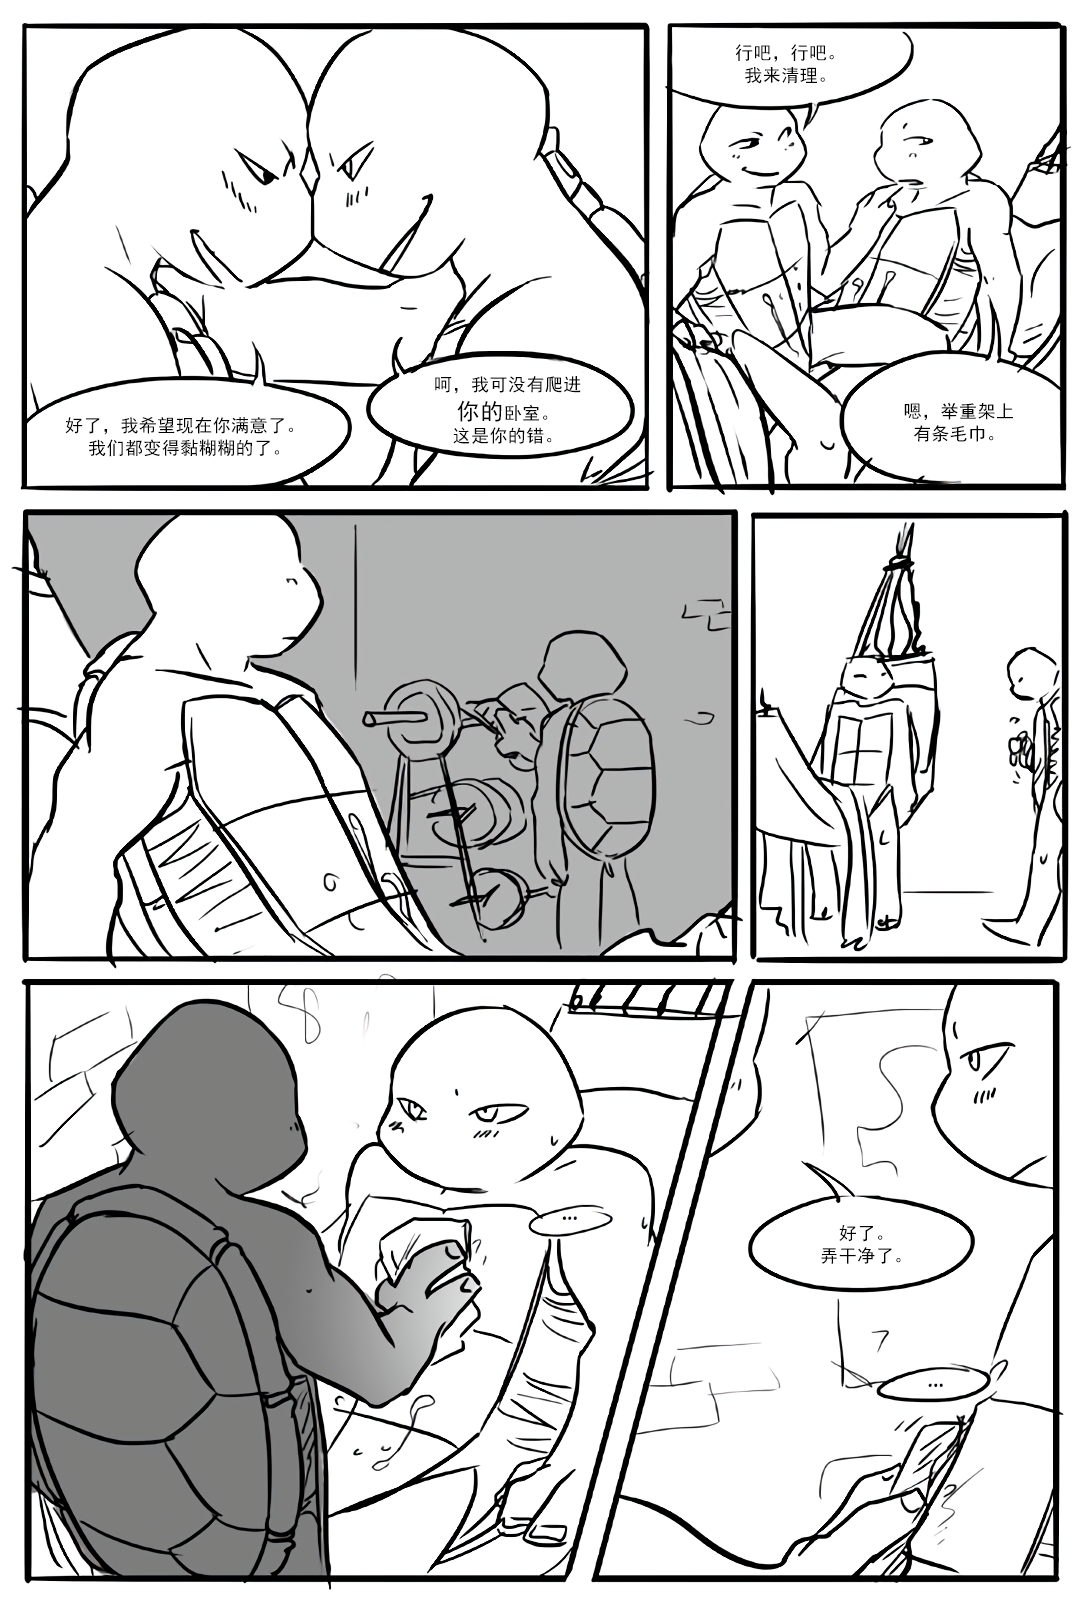 好了，我希望现在你满意了。
我们都变得黏糊糊的了。
呵，我可没有爬进
你的卧室。
这是你的错。
行吧，行吧。
我来清理。
嗯，举重架上
有条毛巾。
...
好了。
弄干净了。
...